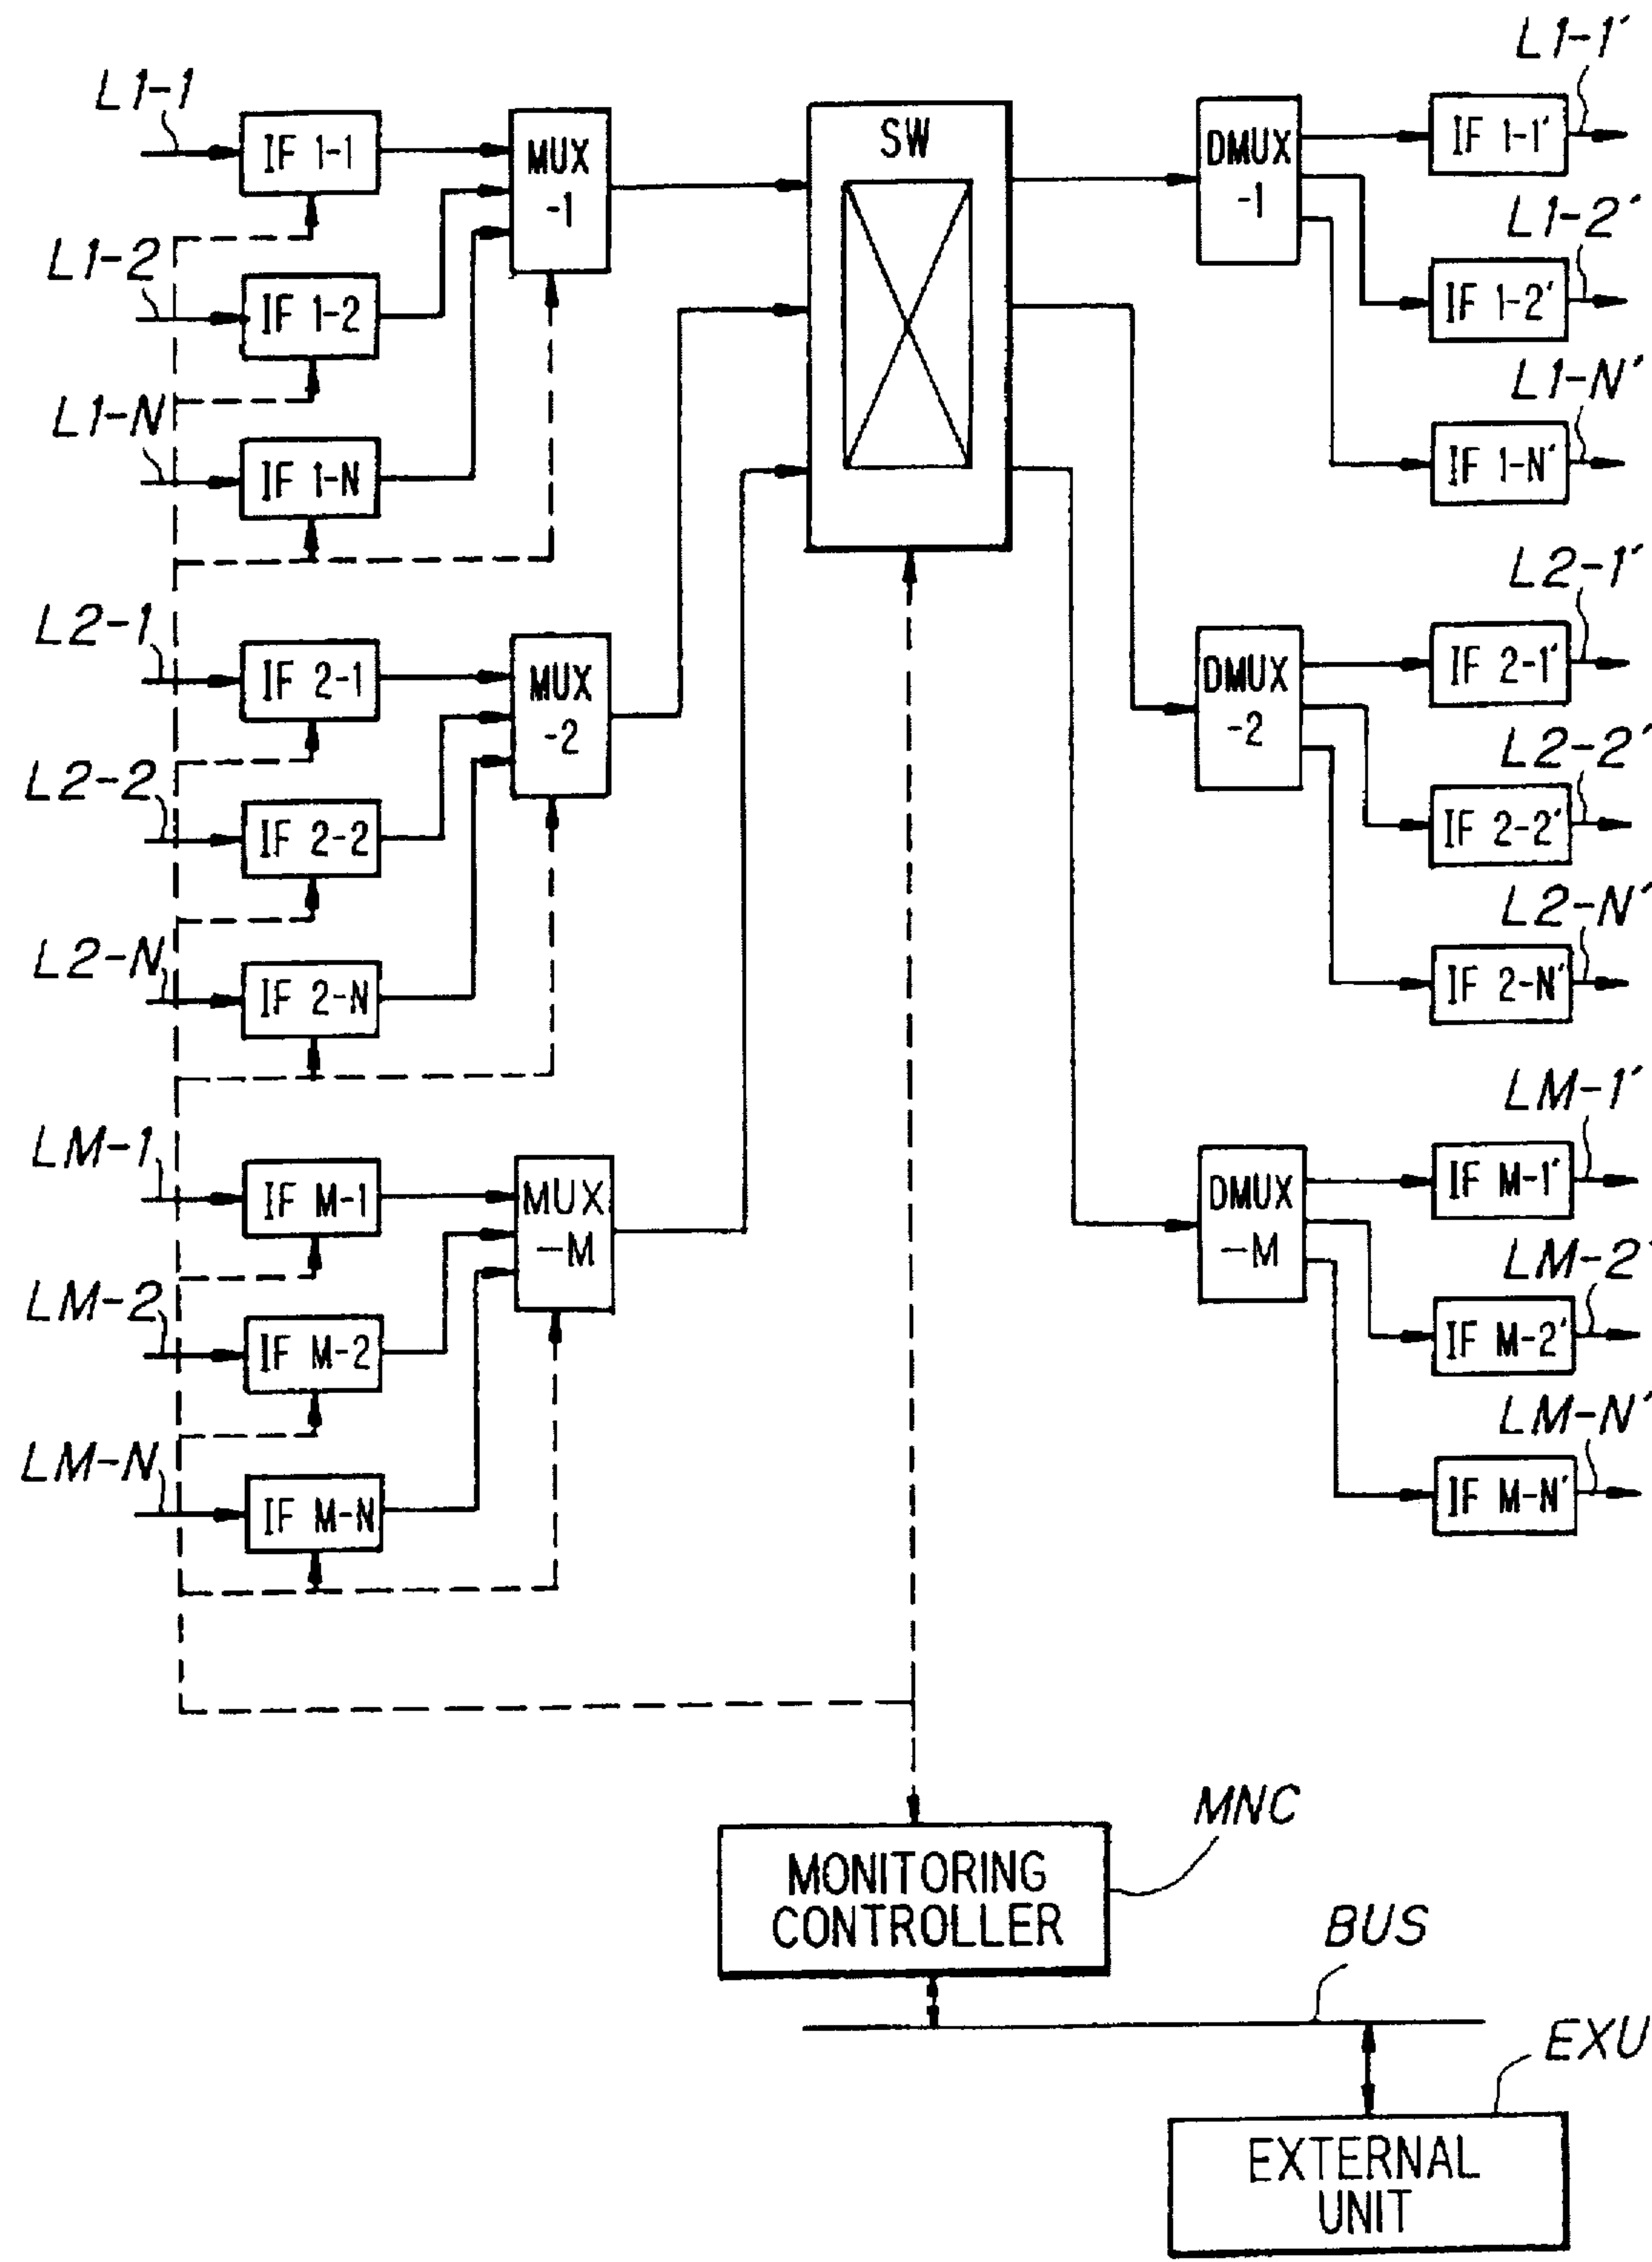 L1-1
IF 1-1
L1-2
IF 1-2
L1-N
IF 1-N
MUX
-1
L2-1
IF 2-1
L2-2
IF 2-2
L2-N
IF 2-N
MUX
-2
LM-1
IF M-1
LM-2
IF M-2
LM-N
IF M-N
MUX
-M
SW
DMUX
-1
L1-1'
IF 1-1'
L1-2'
IF 1-2'
L1-N'
IF 1-N'
DMUX
-2
L2-1'
IF 2-1'
L2-2'
IF 2-2'
L2-N'
IF 2-N'
DMUX
-M
LM-1'
IF M-1'
LM-2'
IF M-2'
LM-N'
IF M-N'
MNC
MONITORING
CONTROLLER
BUS
EXU
EXTERNAL
UNIT